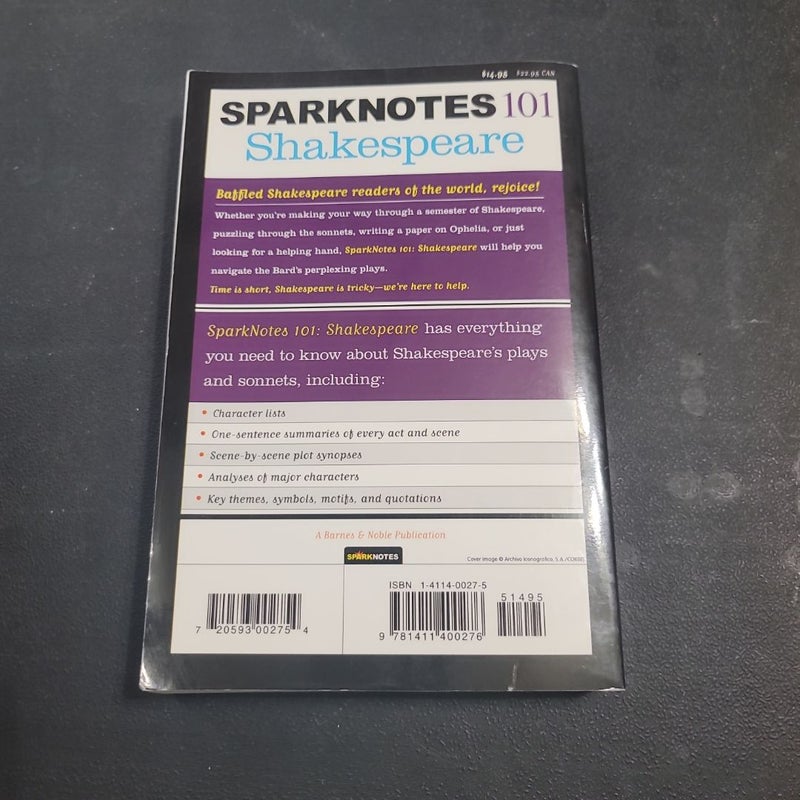 $14.95 $22.95 CAN
SPARKNOTES 101
Shakespeare
Baffled Shakespeare readers of the world, rejoice!
Whether you're making your way through a semester of Shakespeare,
puzzling through the sonnets, writing a paper on Ophelia, or just
looking for a helping hand, SparkNotes 101: Shakespeare will help you
navigate the Bard's perplexing plays.
Time is short, Shakespeare is tricky—we're here to help.
SparkNotes 101: Shakespeare has everything
you need to know about Shakespeare's plays
and sonnets, including:
• Character lists
• One-sentence summaries of every act and scene
• Scene-by-scene plot synopses
• Analyses of major characters
• Key themes, symbols, motifs, and quotations
A Barnes & Noble Publication
SPARKNOTES
Cover image © Archivo Iconografico, S.A./CORBIS
ISBN 1-4114-0027-5
51495
7 20593 00275 4
9 781411 400276